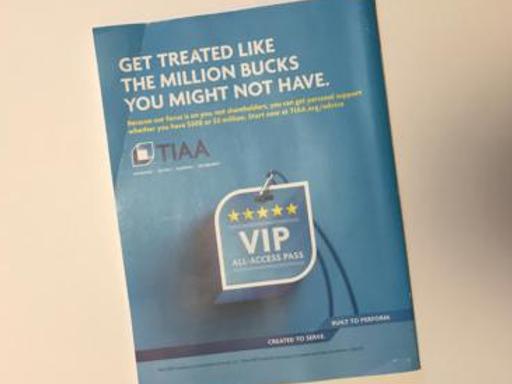 GET TREATED LIKE
THE MILLION BUCKS
YOU MIGHT NOT HAVE.
Because our focus is on you, not shareholders, you can get personal support
whether you have $500 or $5 million. Start now at TIAA.org/advice
TIAA
VIP
ALL-ACCESS PASS
BUILT TO PERFORM.
CREATED TO SERVE.